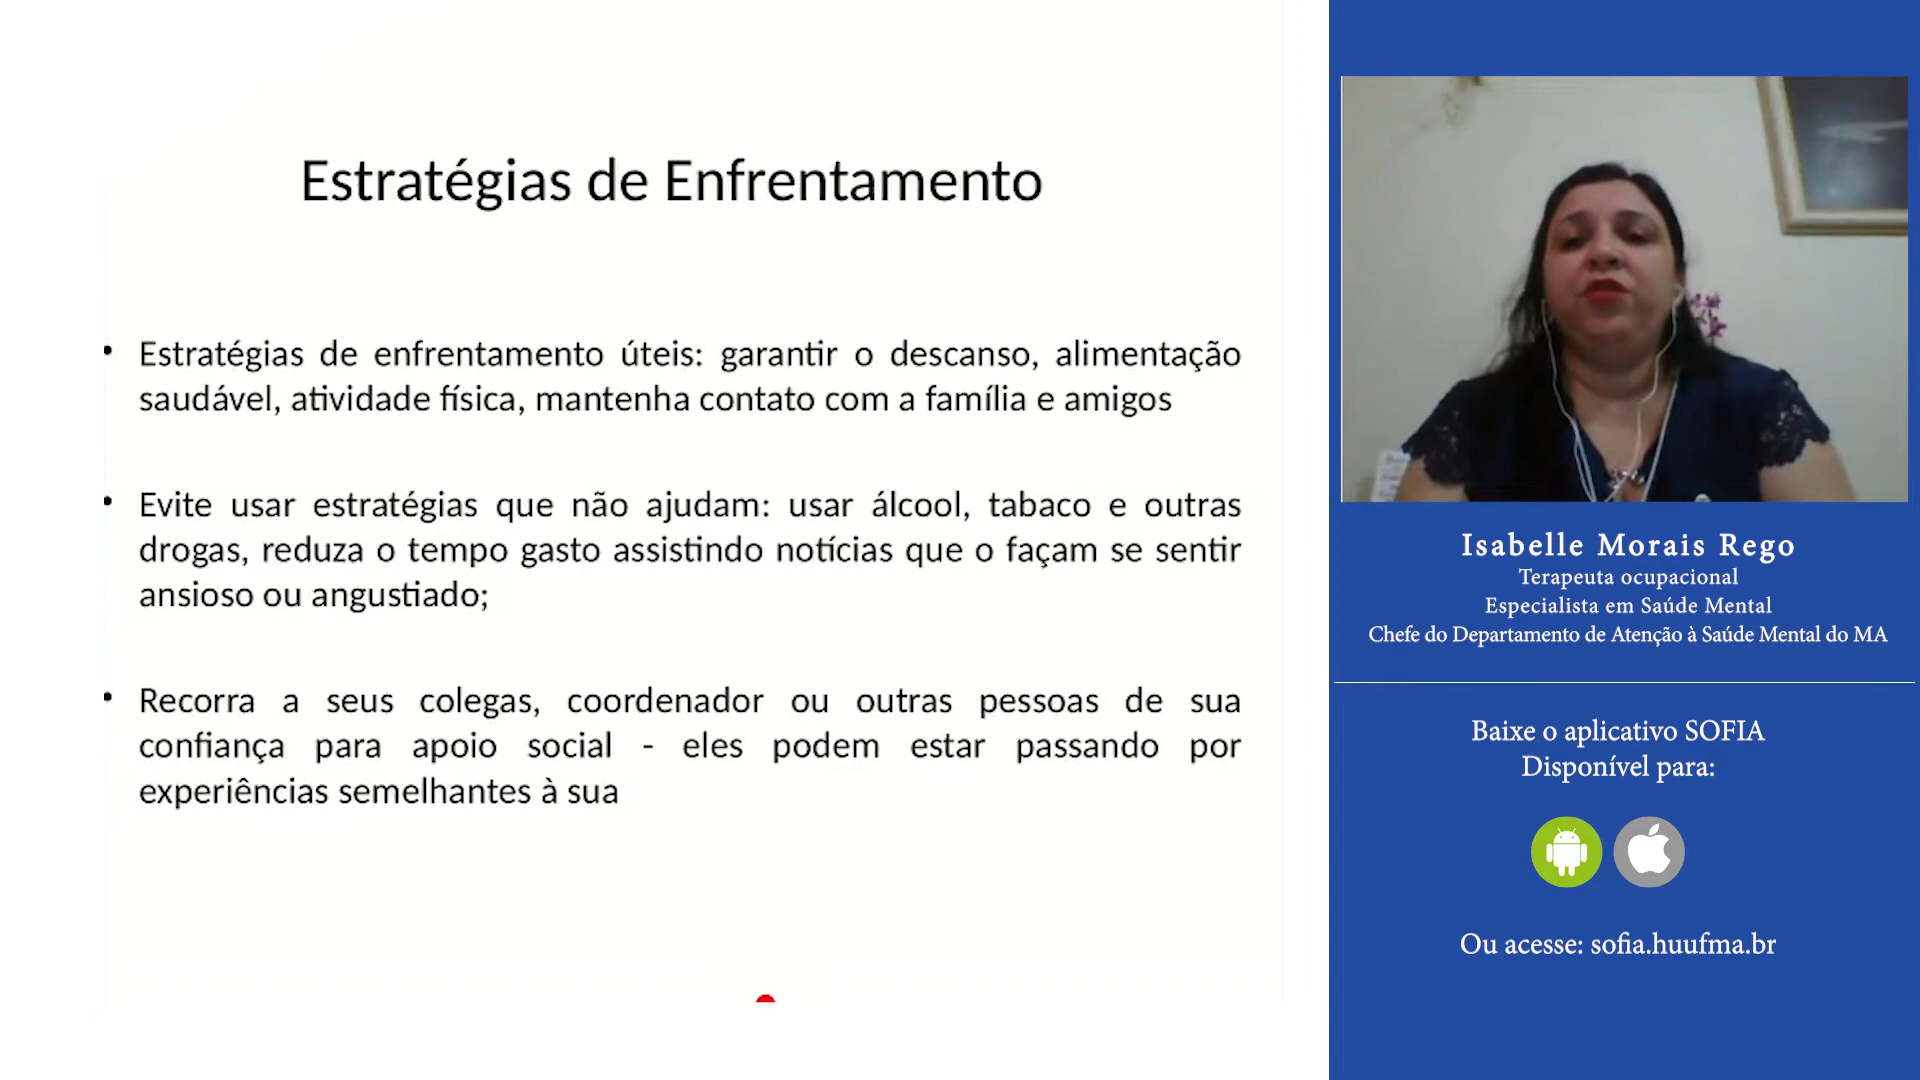 Estratégias de Enfrentamento
• Estratégias de enfrentamento úteis: garantir o descanso, alimentação
saudável, atividade física, mantenha contato com a família e amigos
• Evite usar estratégias que não ajudam: usar álcool, tabaco e outras
drogas, reduza o tempo gasto assistindo notícias que o façam se sentir
ansioso ou angustiado;
• Recorra a seus colegas, coordenador ou outras pessoas de sua
confiança para apoio social - eles podem estar passando por
experiências semelhantes à sua
Isabelle Morais Rego
Terapeuta ocupacional
Especialista em Saúde Mental
Chefe do Departamento de Atenção à Saúde Mental do MA
Baixe o aplicativo SOFIA
Disponível para:
Ou acesse: sofia.huufma.br